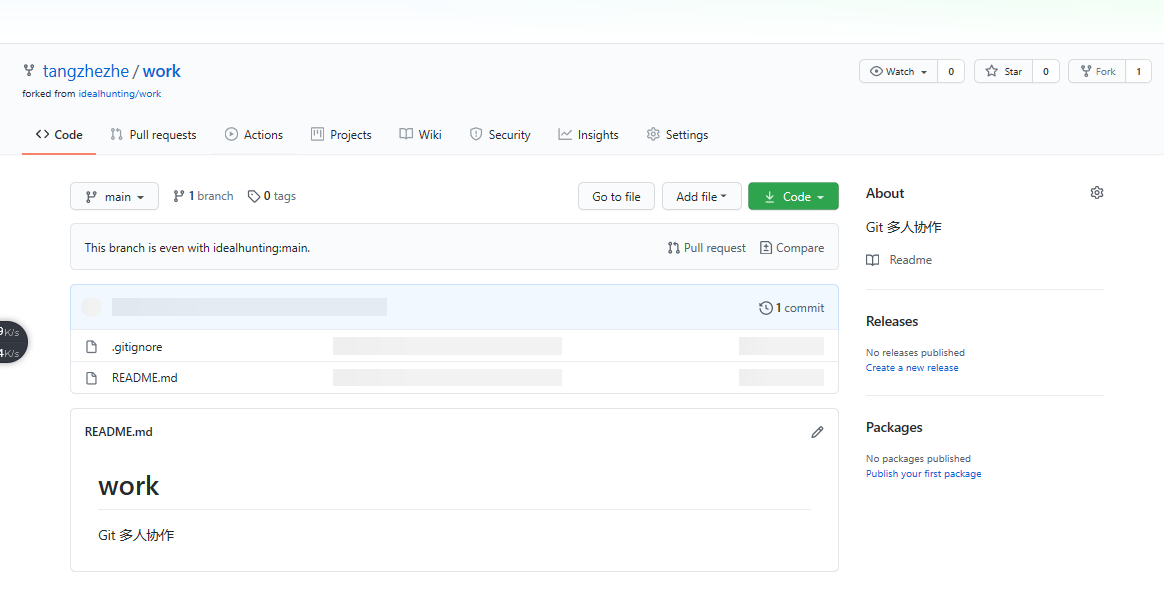 tangzhezhe / work
Watch 0 Star 0 Fork 1
forked from idealhunting/work
Code Pull requests Actions Projects Wiki Security Insights Settings
main 1 branch 0 tags Go to file Add file Code
About
Git 多人协作
Readme
This branch is even with idealhunting:main. Pull request Compare
1 commit
.gitignore
README.md
Releases
No releases published
Create a new release
Packages
No packages published
Publish your first package
README.md
work
Git 多人协作
K/s
4K/s